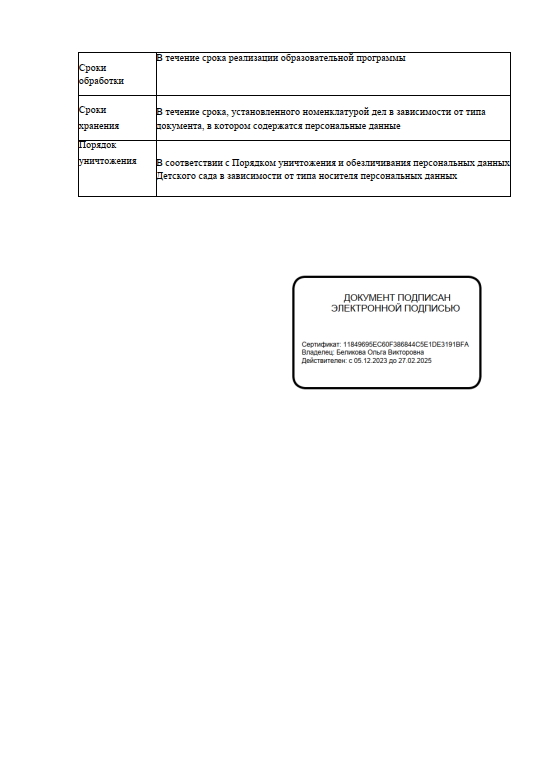 Сроки
обработки
В течение срока реализации образовательной программы
Сроки
хранения
В течение срока, установленного номенклатурой дел в зависимости от типа
документа, в котором содержатся персональные данные
Порядок
уничтожения
В соответствии с Порядком уничтожения и обезличивания персональных данных
Детского сада в зависимости от типа носителя персональных данных
ДОКУМЕНТ ПОДПИСАН
ЭЛЕКТРОННОЙ ПОДПИСЬЮ
Сертификат: 11849695EC60F386844C5E1DE3191BFA
Владелец: Беликова Ольга Викторовна
Действителен: с 05.12.2023 до 27.02.2025